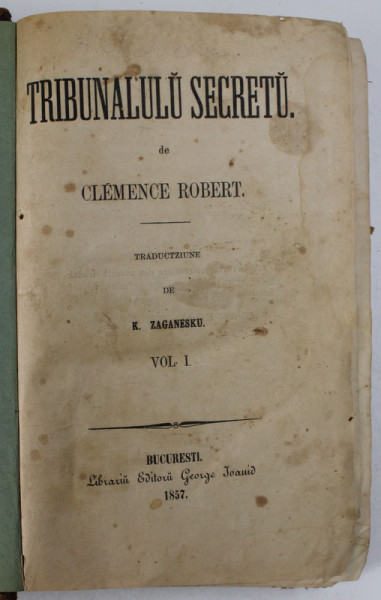 TRIBUNALULŬ SECRETŬ.
de
CLÉMENCE ROBERT.
TRADUCTZIUNE
DE
K. ZAGANESKU.
VOL. I.
BUCURESTI.
Librariŭ Editorŭ George Ioanid
1857.